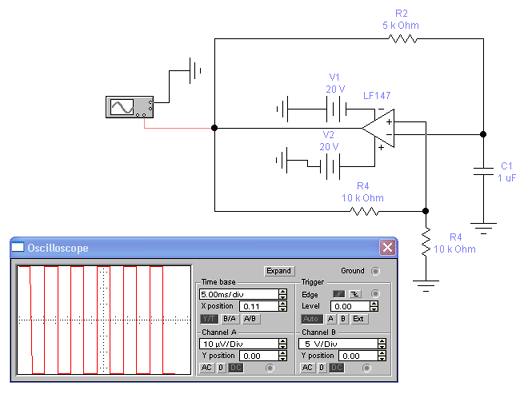 R2
5 k Ohm
V1
20 V
LF147
V2
20 V
C1
1 uF
R4
10 k Ohm
R4
10 k Ohm
Oscilloscope
Expand
Ground
Time base
5.00ms/div
X position 0.11
Y/T B/A A/B
Trigger
Edge
Level 0.00
Auto A B Ext
Channel A
10 µV/Div
Y position 0.00
AC 0 DC
Channel B
5 V/Div
Y position 0.00
AC 0 DC